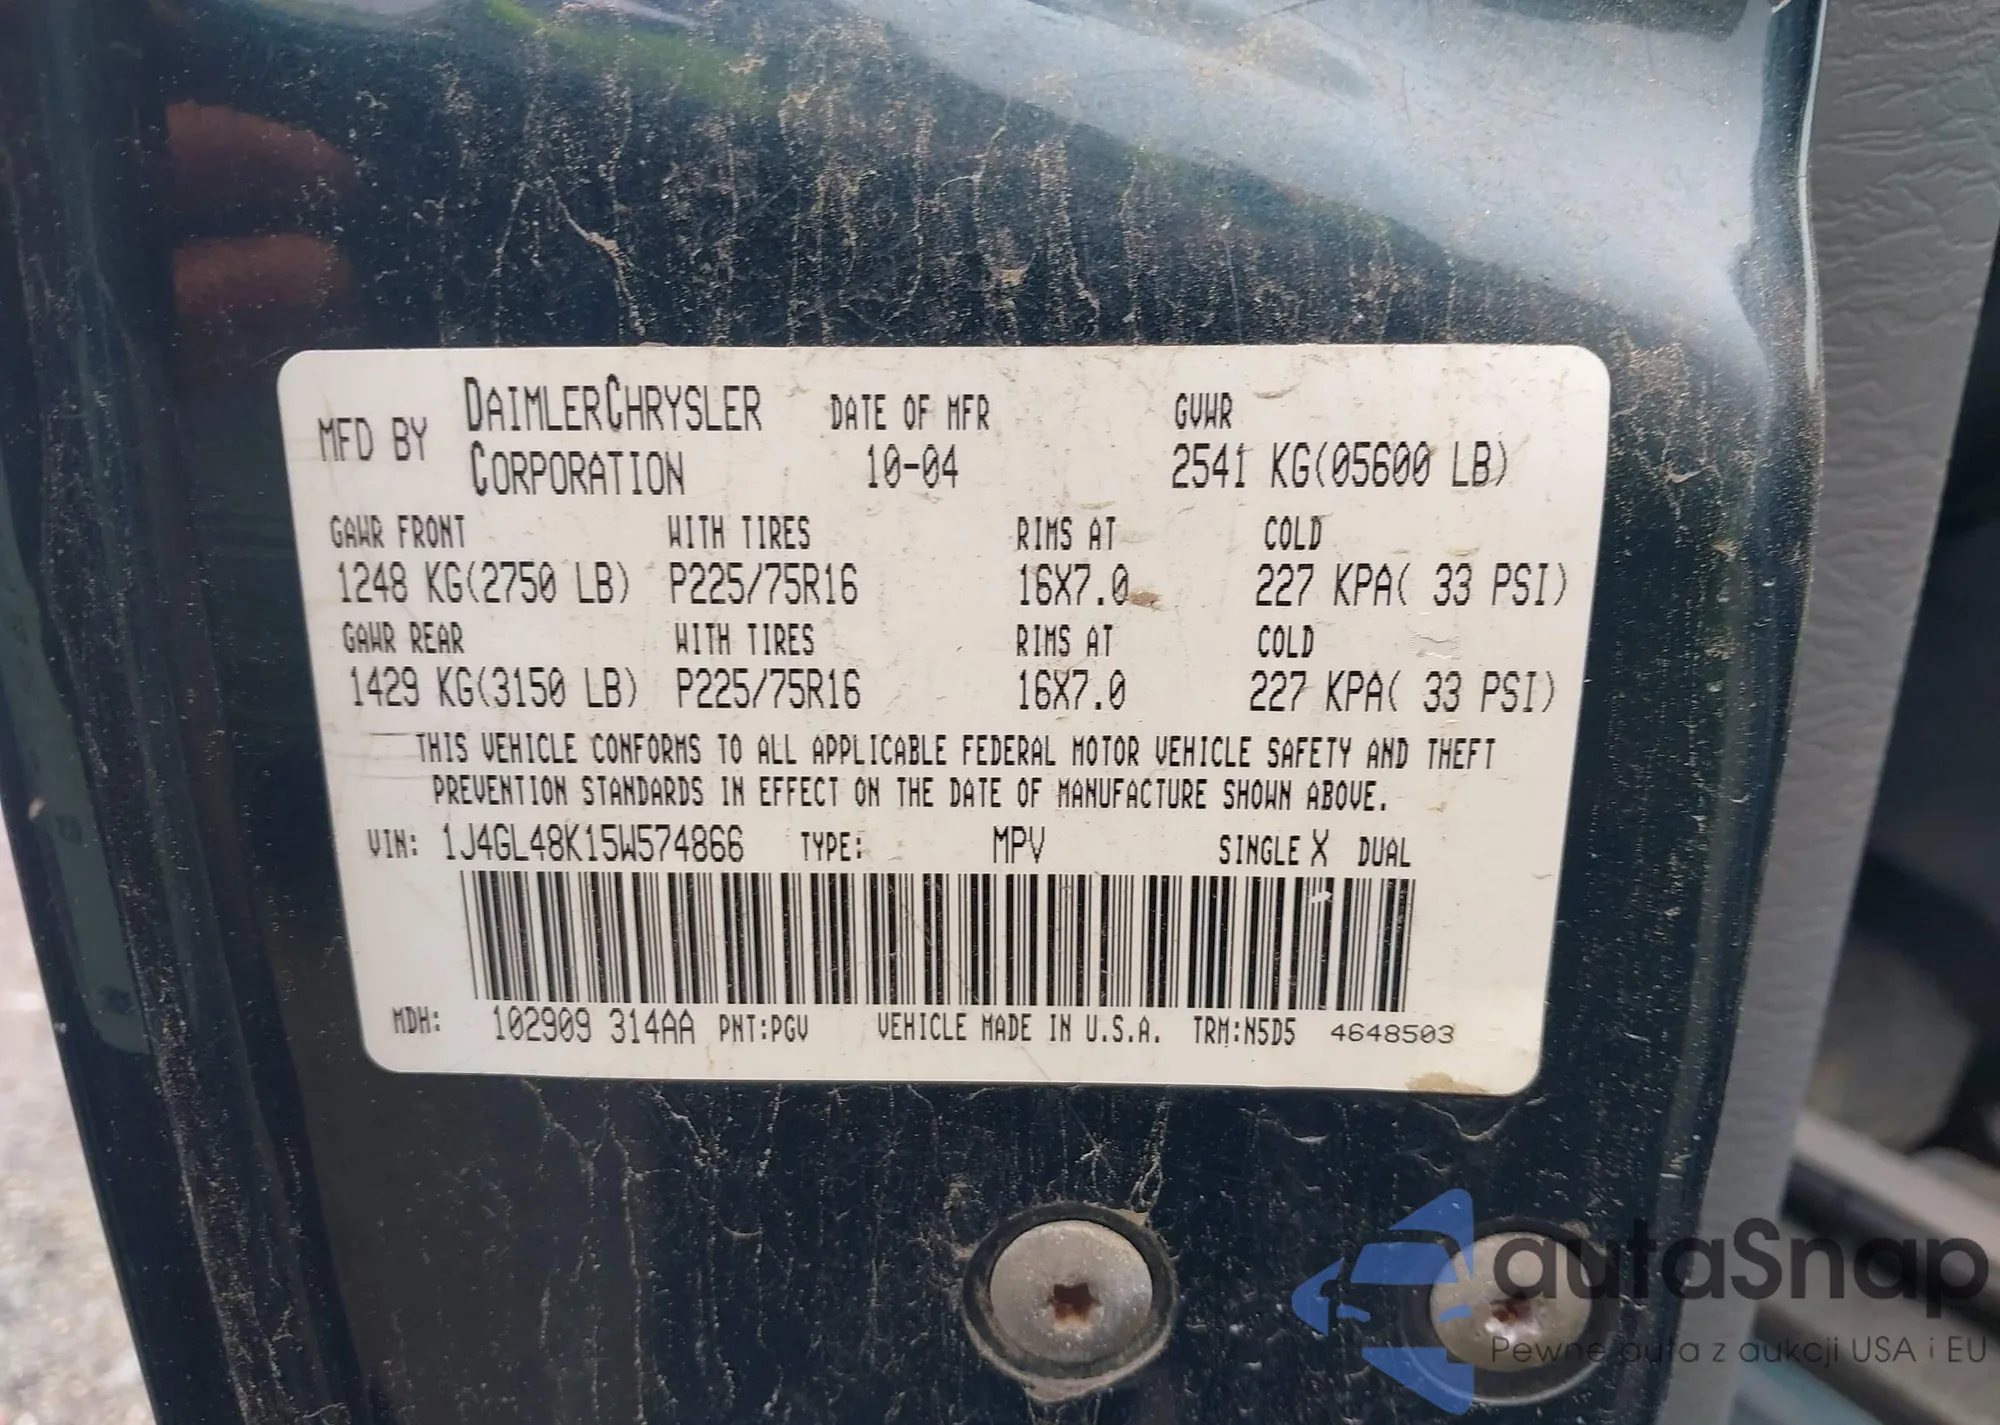 MFD BY DAIMLERCHRYSLER CORPORATION DATE OF MFR 10-04 GVWR 2541 KG(05600 LB)
GAWR FRONT WITH TIRES RIMS AT COLD
1248 KG(2750 LB) P225/75R16 16X7.0 227 KPA( 33 PSI)
GAWR REAR WITH TIRES RIMS AT COLD
1429 KG(3150 LB) P225/75R16 16X7.0 227 KPA( 33 PSI)
THIS VEHICLE CONFORMS TO ALL APPLICABLE FEDERAL MOTOR VEHICLE SAFETY AND THEFT
PREVENTION STANDARDS IN EFFECT ON THE DATE OF MANUFACTURE SHOWN ABOVE.
VIN: 1J4GL48K15W574866 TYPE: MPV SINGLE X DUAL
MDH: 102909 314AA PNT:PGV VEHICLE MADE IN U.S.A. TRM:N5D5 4648503
autaSnap
Pewne auta z aukcji USA i EU